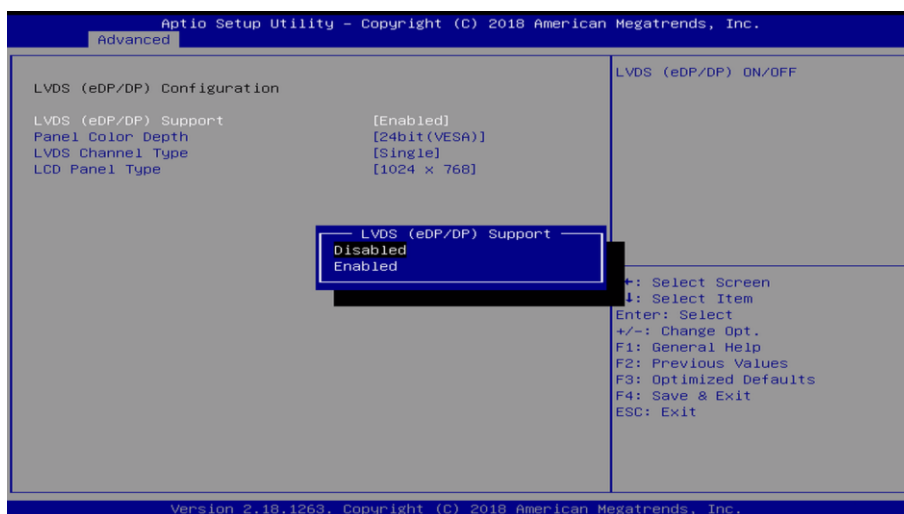 Aptio Setup Utility – Copyright (C) 2018 American Megatrends, Inc.
Advanced
LVDS (eDP/DP) Configuration
LVDS (eDP/DP) Support [Enabled]
Panel Color Depth [24bit(VESA)]
LVDS Channel Type [Single]
LCD Panel Type [1024 x 768]
LVDS (eDP/DP) Support
Disabled
Enabled
LVDS (eDP/DP) ON/OFF
←: Select Screen
↓: Select Item
Enter: Select
+/-: Change Opt.
F1: General Help
F2: Previous Values
F3: Optimized Defaults
F4: Save & Exit
ESC: Exit
Version 2.18.1263. Copyright (C) 2018 American Megatrends, Inc.